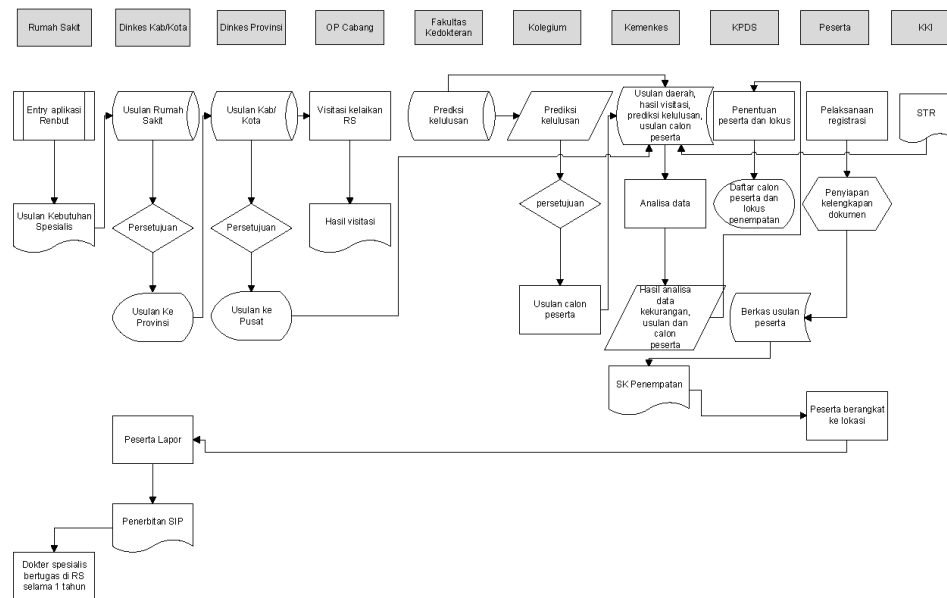 Rumah Sakit
Dinkes Kab/Kota
Dinkes Provinsi
OP Cabang
Fakultas
Kedokteran
Kolegium
Kemenkes
KPDS
Peserta
KKI
Entry aplikasi
Renbut
Usulan Rumah
Sakit
Usulan Kab/
Kota
Visitasi kelaikan
RS
Prediksi
kelulusan
Prediksi
kelulusan
Usulan daerah,
hasil visitasi,
prediksi kelulusan,
usulan calon
peserta
Penentuan
peserta dan lokus
Pelaksanaan
registrasi
STR
Usulan Kebutuhan
Spesialis
Persetujuan
Persetujuan
Hasil visitasi
persetujuan
Analisa data
Daftar calon
peserta dan
lokus
penempatan
Penyiapan
kelengkapan
dokumen
Usulan Ke
Provinsi
Usulan ke
Pusat
Usulan calon
peserta
Hasil analisa
data
kekurangan,
usulan dan
calon
peserta
Berkas usulan
peserta
SK Penempatan
Peserta berangkat
ke lokasi
Peserta Lapor
Penerbitan SIP
Dokter spesialis
bertugas di RS
selama 1 tahun